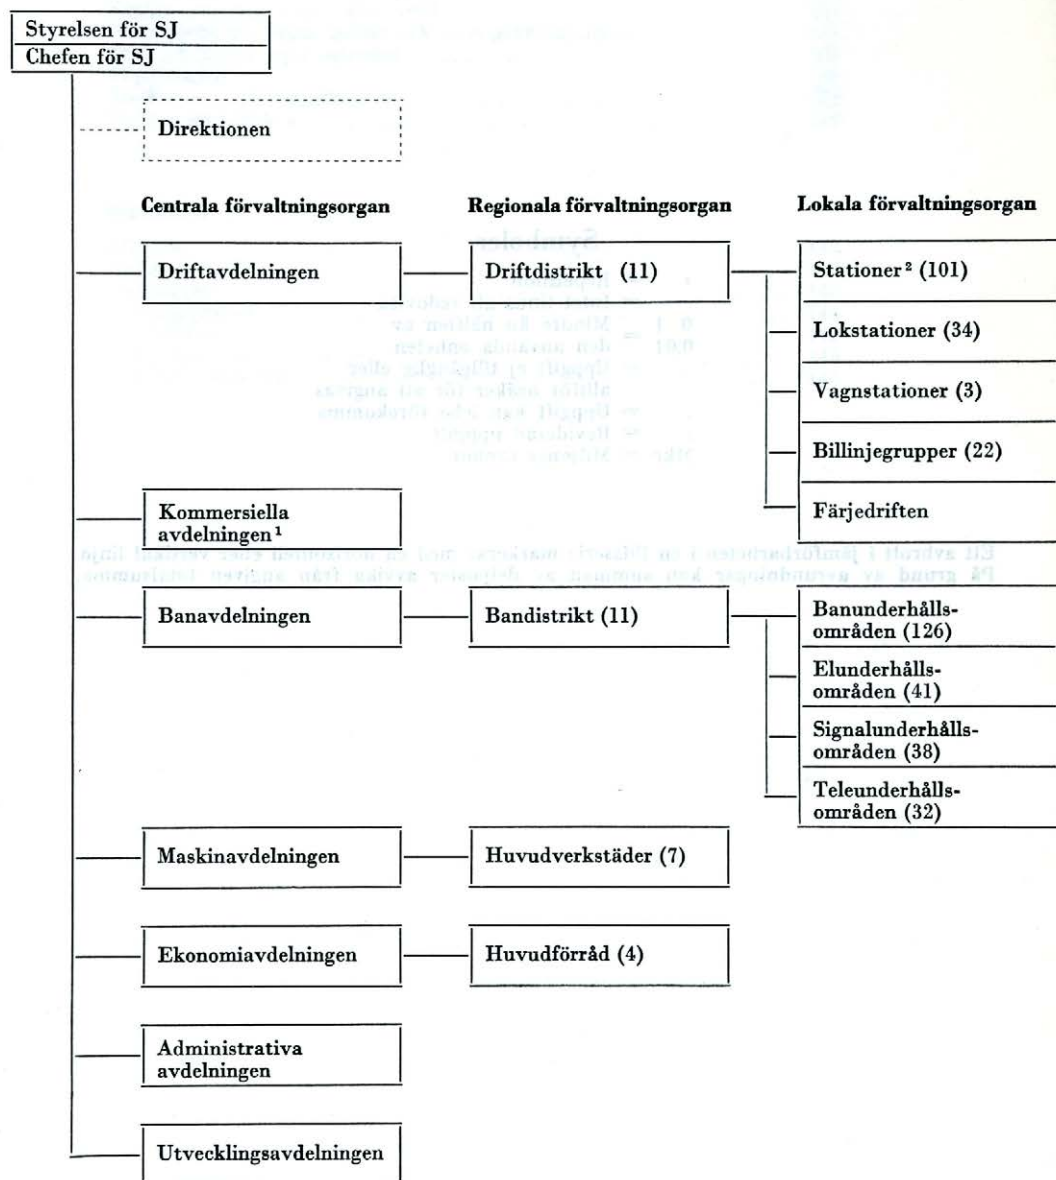 Styrelsen för SJ
Chefen för SJ
Direktionen
Centrala förvaltningsorgan
Regionala förvaltningsorgan
Lokala förvaltningsorgan
Driftavdelningen
Driftdistrikt (11)
Stationer² (101)
Lokstationer (34)
Vagnstationer (3)
Billinjegrupper (22)
Färjedriften
Kommersiella
avdelningen¹
Banavdelningen
Bandistrikt (11)
Banunderhålls-
områden (126)
Elunderhålls-
områden (41)
Signalunderhålls-
områden (38)
Teleunderhålls-
områden (32)
Maskinavdelningen
Huvudverkstäder (7)
Ekonomiavdelningen
Huvudförråd (4)
Administrativa
avdelningen
Utvecklingsavdelningen